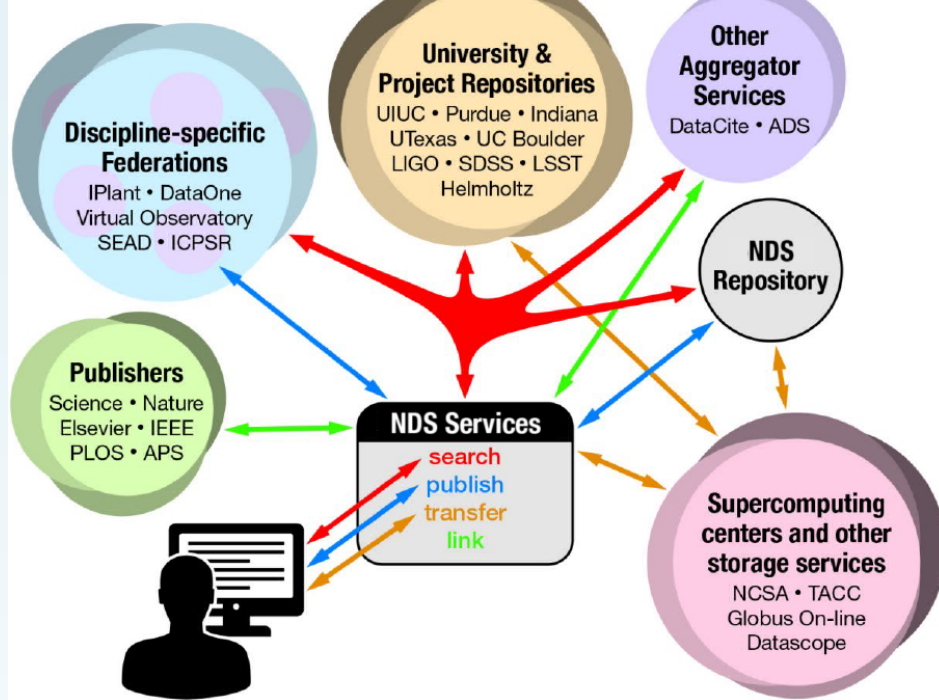 Discipline-specific
Federations
IPlant • DataOne
Virtual Observatory
SEAD • ICPSR
University &
Project Repositories
UIUC • Purdue • Indiana
UTexas • UC Boulder
LIGO • SDSS • LSST
Helmholtz
Other
Aggregator
Services
DataCite • ADS
NDS
Repository
Publishers
Science • Nature
Elsevier • IEEE
PLOS • APS
NDS Services
search
publish
transfer
link
Supercomputing
centers and other
storage services
NCSA • TACC
Globus On-line
Datascope